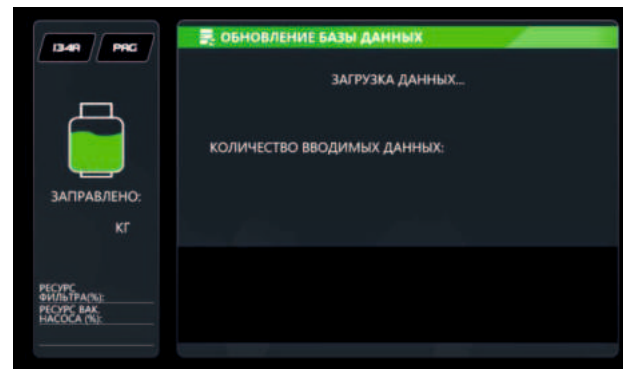 134A PAG
ОБНОВЛЕНИЕ БАЗЫ ДАННЫХ
ЗАГРУЗКА ДАННЫХ...
КОЛИЧЕСТВО ВВОДИМЫХ ДАННЫХ:
ЗАПРАВЛЕНО:
КГ
РЕСУРС
ФИЛЬТРА(%):
РЕСУРС ВАК.
НАСОСА (%):